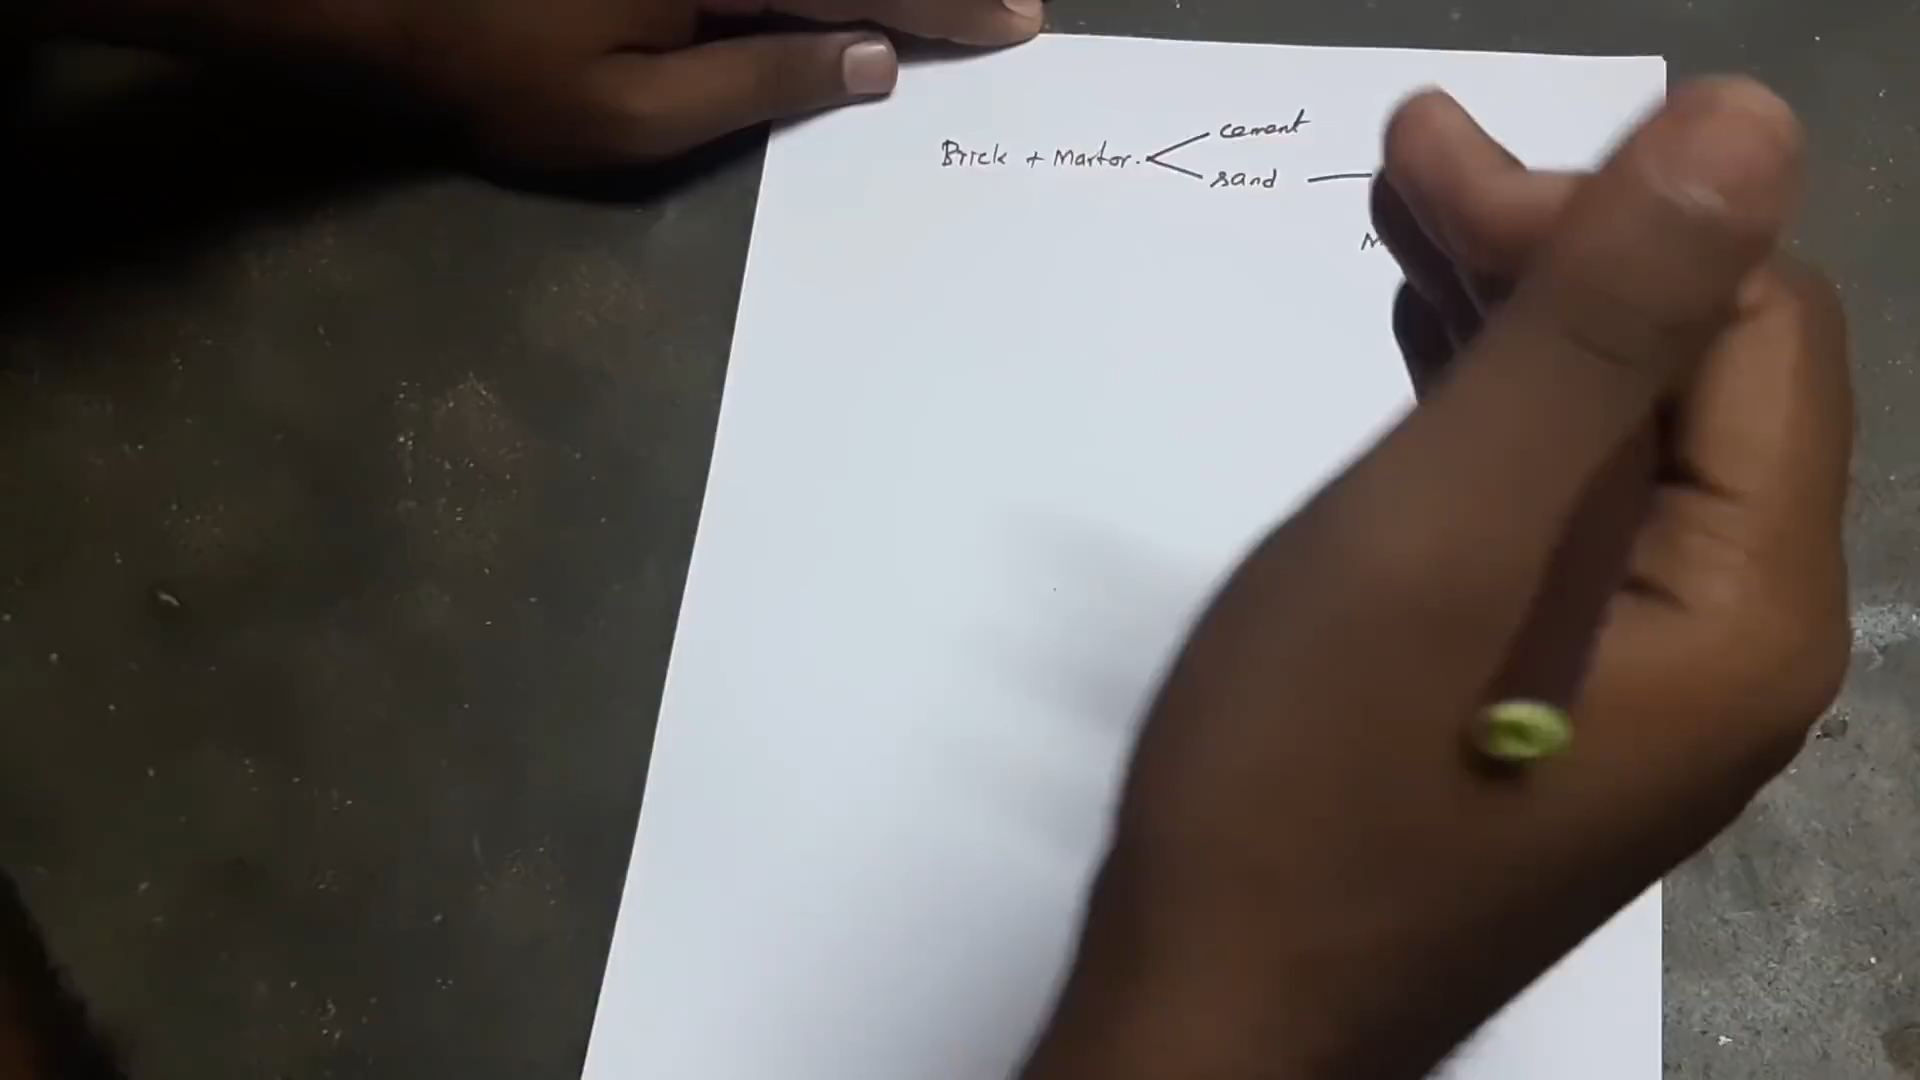 cement
Brick + Martor.
sand